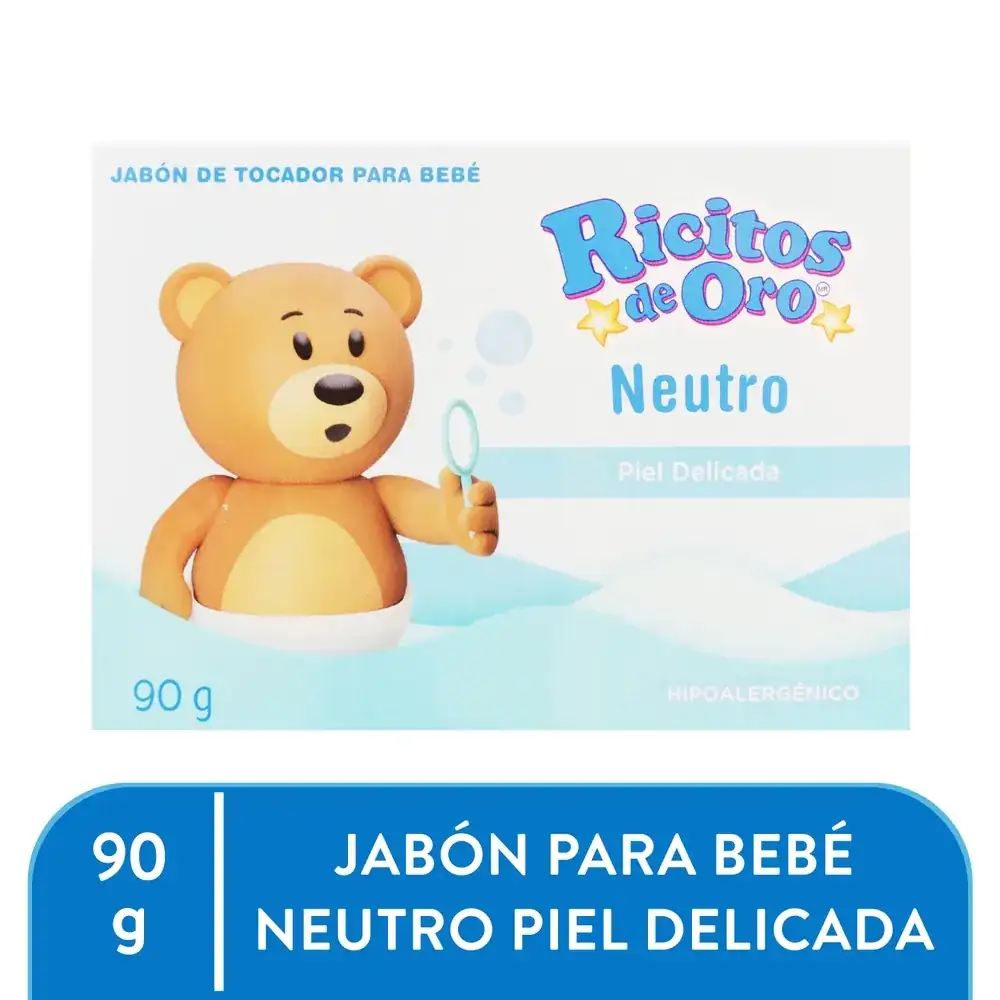 JABÓN DE TOCADOR PARA BEBÉ
Ricitos
de Oro MR
Neutro
Piel Delicada
90 g
HIPOALERGÉNICO
90
g
JABÓN PARA BEBÉ
NEUTRO PIEL DELICADA